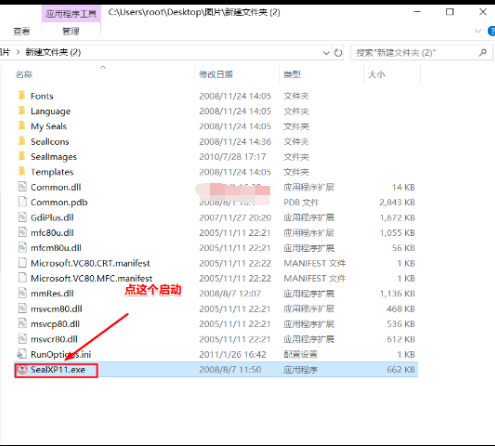 应用程序工具 C:\Users\root\Desktop\图片\新建文件夹 (2)
查看 管理
图片 > 新建文件夹 (2) 搜索"新建文件夹 (2)"
名称 修改日期 类型 大小
Fonts 2008/11/24 14:05 文件夹
Language 2008/11/24 14:05 文件夹
My Seals 2008/11/24 14:05 文件夹
SealIcons 2008/11/24 14:36 文件夹
SealImages 2010/7/28 17:17 文件夹
Templates 2008/11/24 14:05 文件夹
Common.dll 应用程序扩展 14 KB
Common.pdb PDB 文件 2,843 KB
GdiPlus.dll 2007/11/27 20:20 应用程序扩展 1,672 KB
mfc80u.dll 2005/11/11 22:21 应用程序扩展 1,055 KB
mfcm80u.dll 2005/11/11 22:21 应用程序扩展 56 KB
Microsoft.VC80.CRT.manifest 2005/11/11 22:22 MANIFEST 文件 1 KB
Microsoft.VC80.MFC.manifest 2005/11/11 22:22 MANIFEST 文件 1 KB
mmRes.dll 2008/8/7 12:07 应用程序扩展 1,136 KB
点这个启动
msvcm80.dll 2005/11/11 22:21 应用程序扩展 468 KB
msvcp80.dll 2005/11/11 22:21 应用程序扩展 536 KB
msvcr80.dll 2005/11/11 22:21 应用程序扩展 612 KB
RunOptions.ini 2011/1/26 16:42 配置设置 1 KB
SealXP11.exe 2008/8/7 11:50 应用程序 662 KB